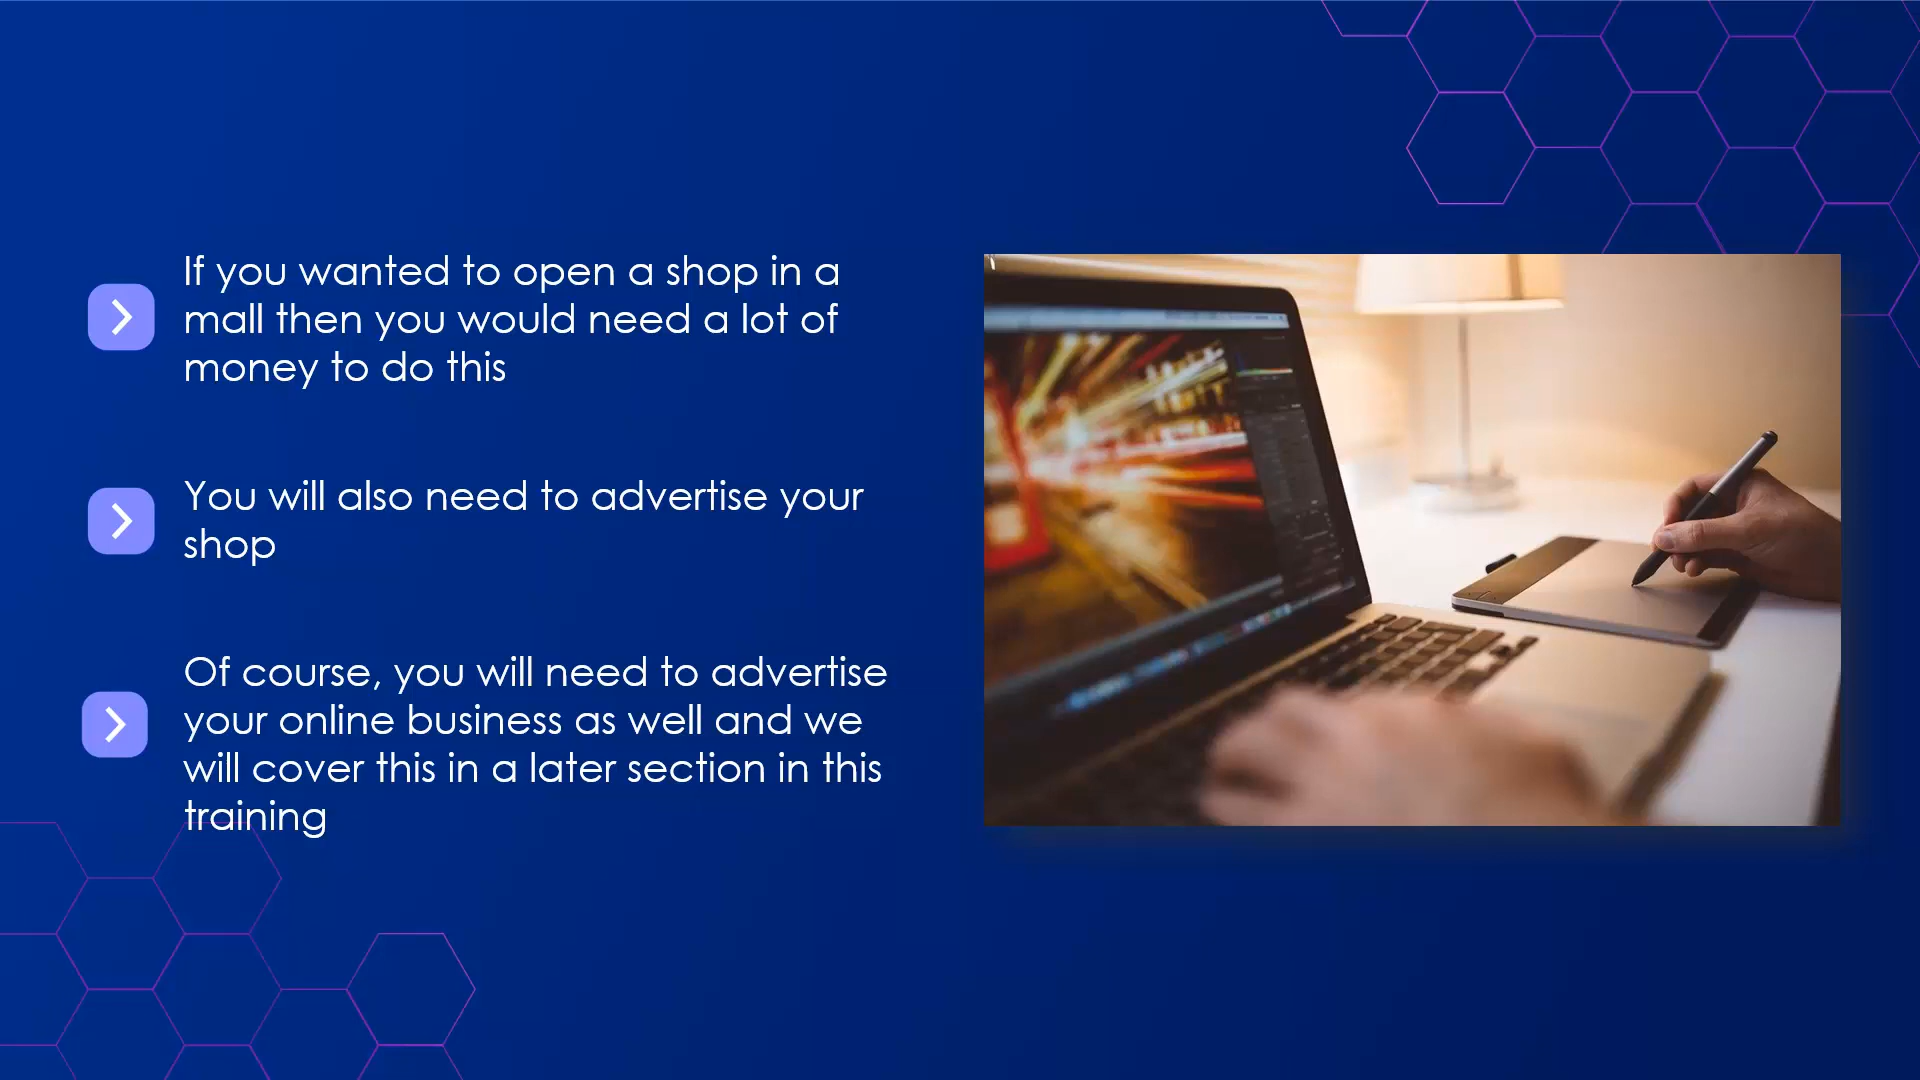 If you wanted to open a shop in a
mall then you would need a lot of
money to do this
You will also need to advertise your
shop
Of course, you will need to advertise
your online business as well and we
will cover this in a later section in this
training